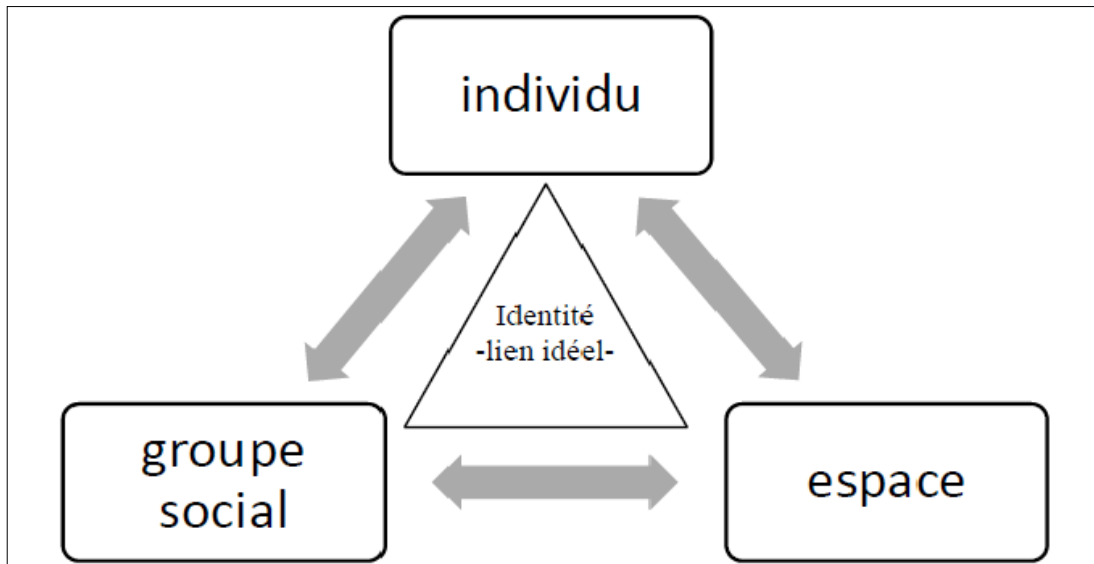 individu
Identité
-lien idéel-
groupe
social
espace